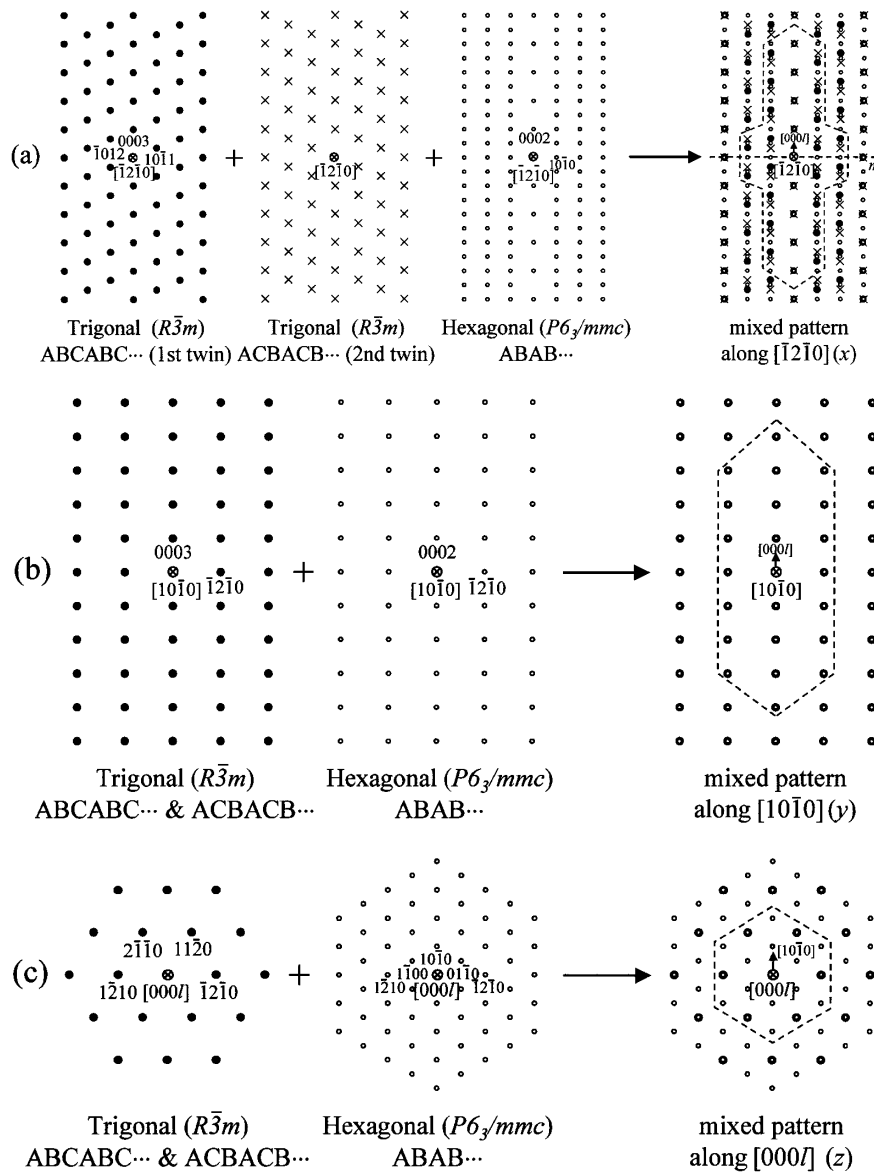 (a)
0003
1̄012 101̄1
[1̄21̄0]
+
[1̄21̄0]
+
0002
[1̄21̄0] 101̄0
[000l]
[1̄21̄0]
Trigonal (R3̄m)
ABCABC··· (1st twin)
Trigonal (R3̄m)
ACBACB··· (2nd twin)
Hexagonal (P6₃/mmc)
ABAB···
mixed pattern
along [1̄21̄0] (x)
(b)
0003
[101̄0] 1̄21̄0
+
0002
[101̄0] 1̄21̄0
[000l]
[101̄0]
Trigonal (R3̄m)
ABCABC··· & ACBACB···
Hexagonal (P6₃/mmc)
ABAB···
mixed pattern
along [101̄0] (y)
(c)
21̄1̄0 112̄0
12̄10 [000l] 1̄21̄0
+
101̄0
11̄00 011̄0
12̄10 [000l] 1̄21̄0
[101̄0]
[000l]
Trigonal (R3̄m)
ABCABC··· & ACBACB···
Hexagonal (P6₃/mmc)
ABAB···
mixed pattern
along [000l] (z)